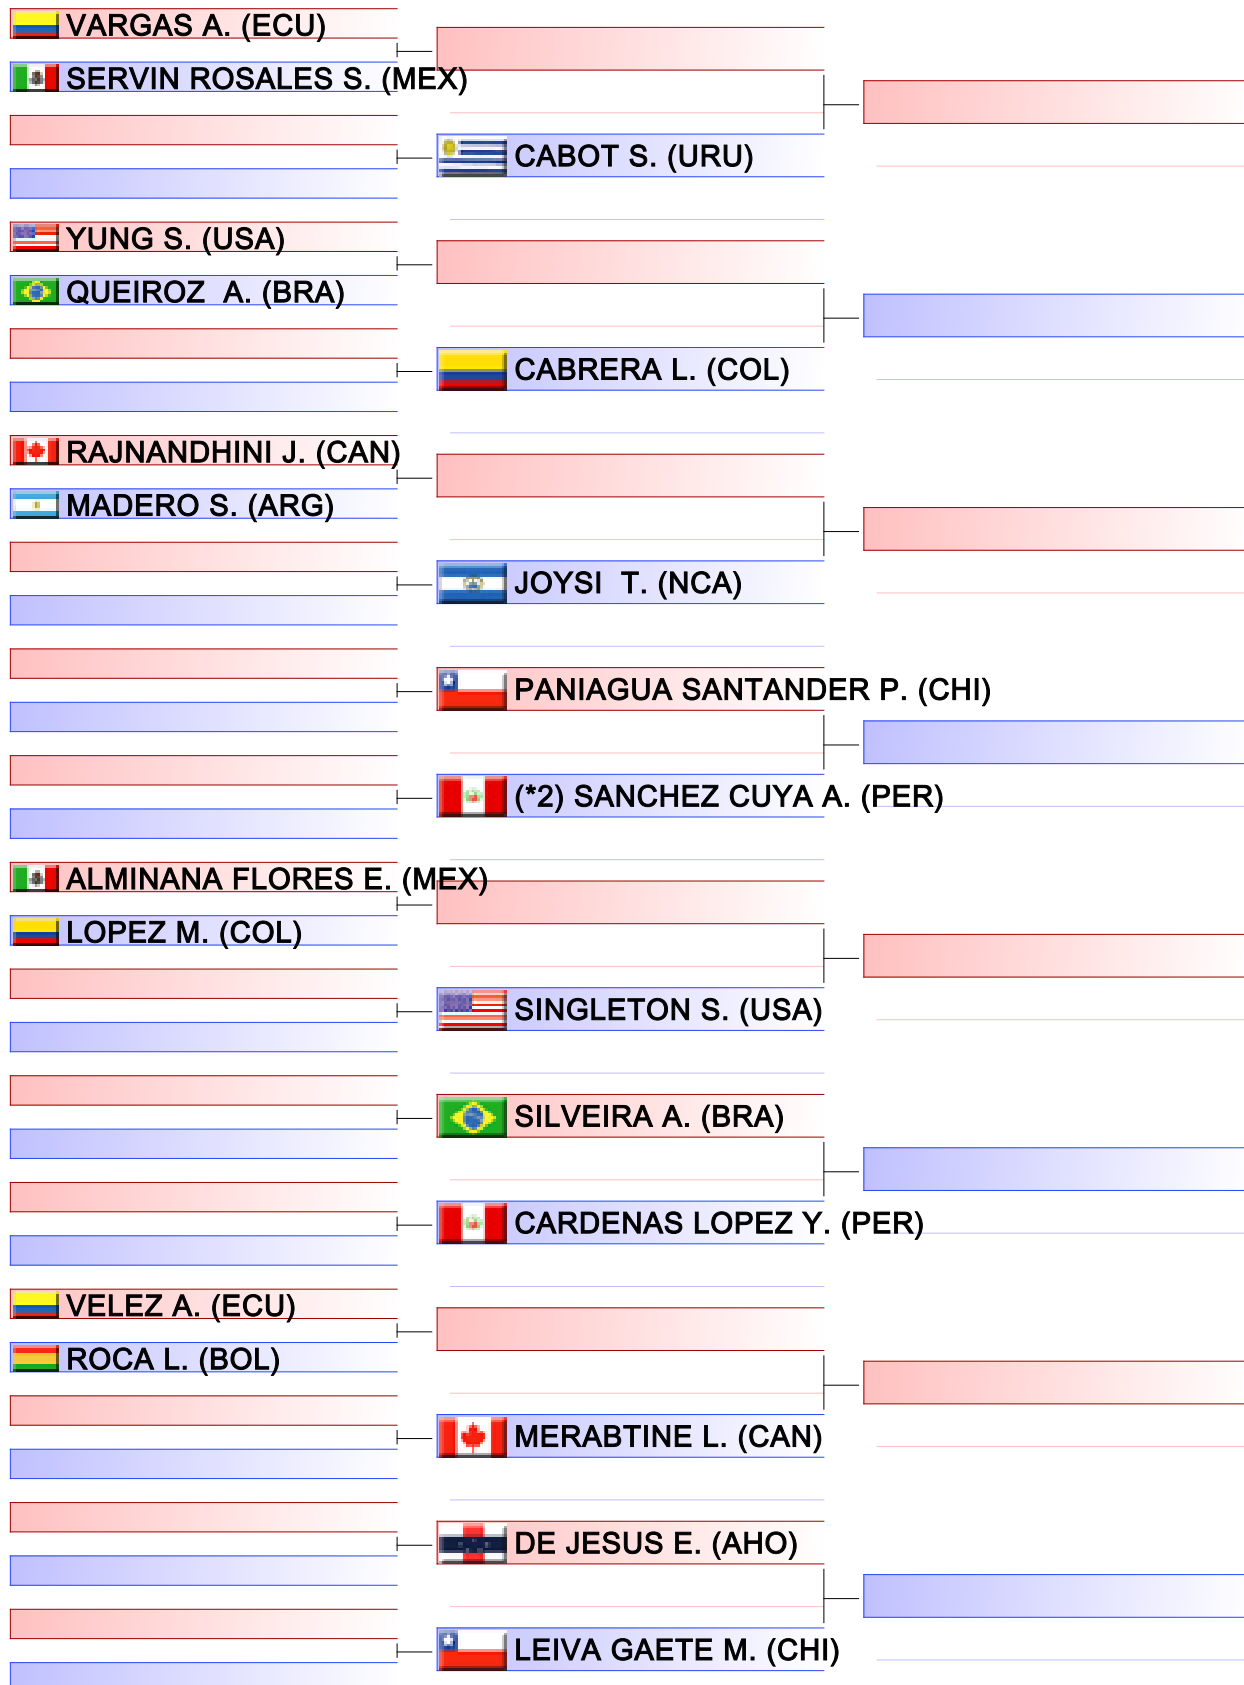 VARGAS A. (ECU)
SERVIN ROSALES S. (MEX)
CABOT S. (URU)
YUNG S. (USA)
QUEIROZ  A. (BRA)
CABRERA L. (COL)
RAJNANDHINI J. (CAN)
MADERO S. (ARG)
JOYSI  T. (NCA)
PANIAGUA SANTANDER P. (CHI)
(*2) SANCHEZ CUYA A. (PER)
ALMINANA FLORES E. (MEX)
LOPEZ M. (COL)
SINGLETON S. (USA)
SILVEIRA A. (BRA)
CARDENAS LOPEZ Y. (PER)
VELEZ A. (ECU)
ROCA L. (BOL)
MERABTINE L. (CAN)
DE JESUS E. (AHO)
LEIVA GAETE M. (CHI)